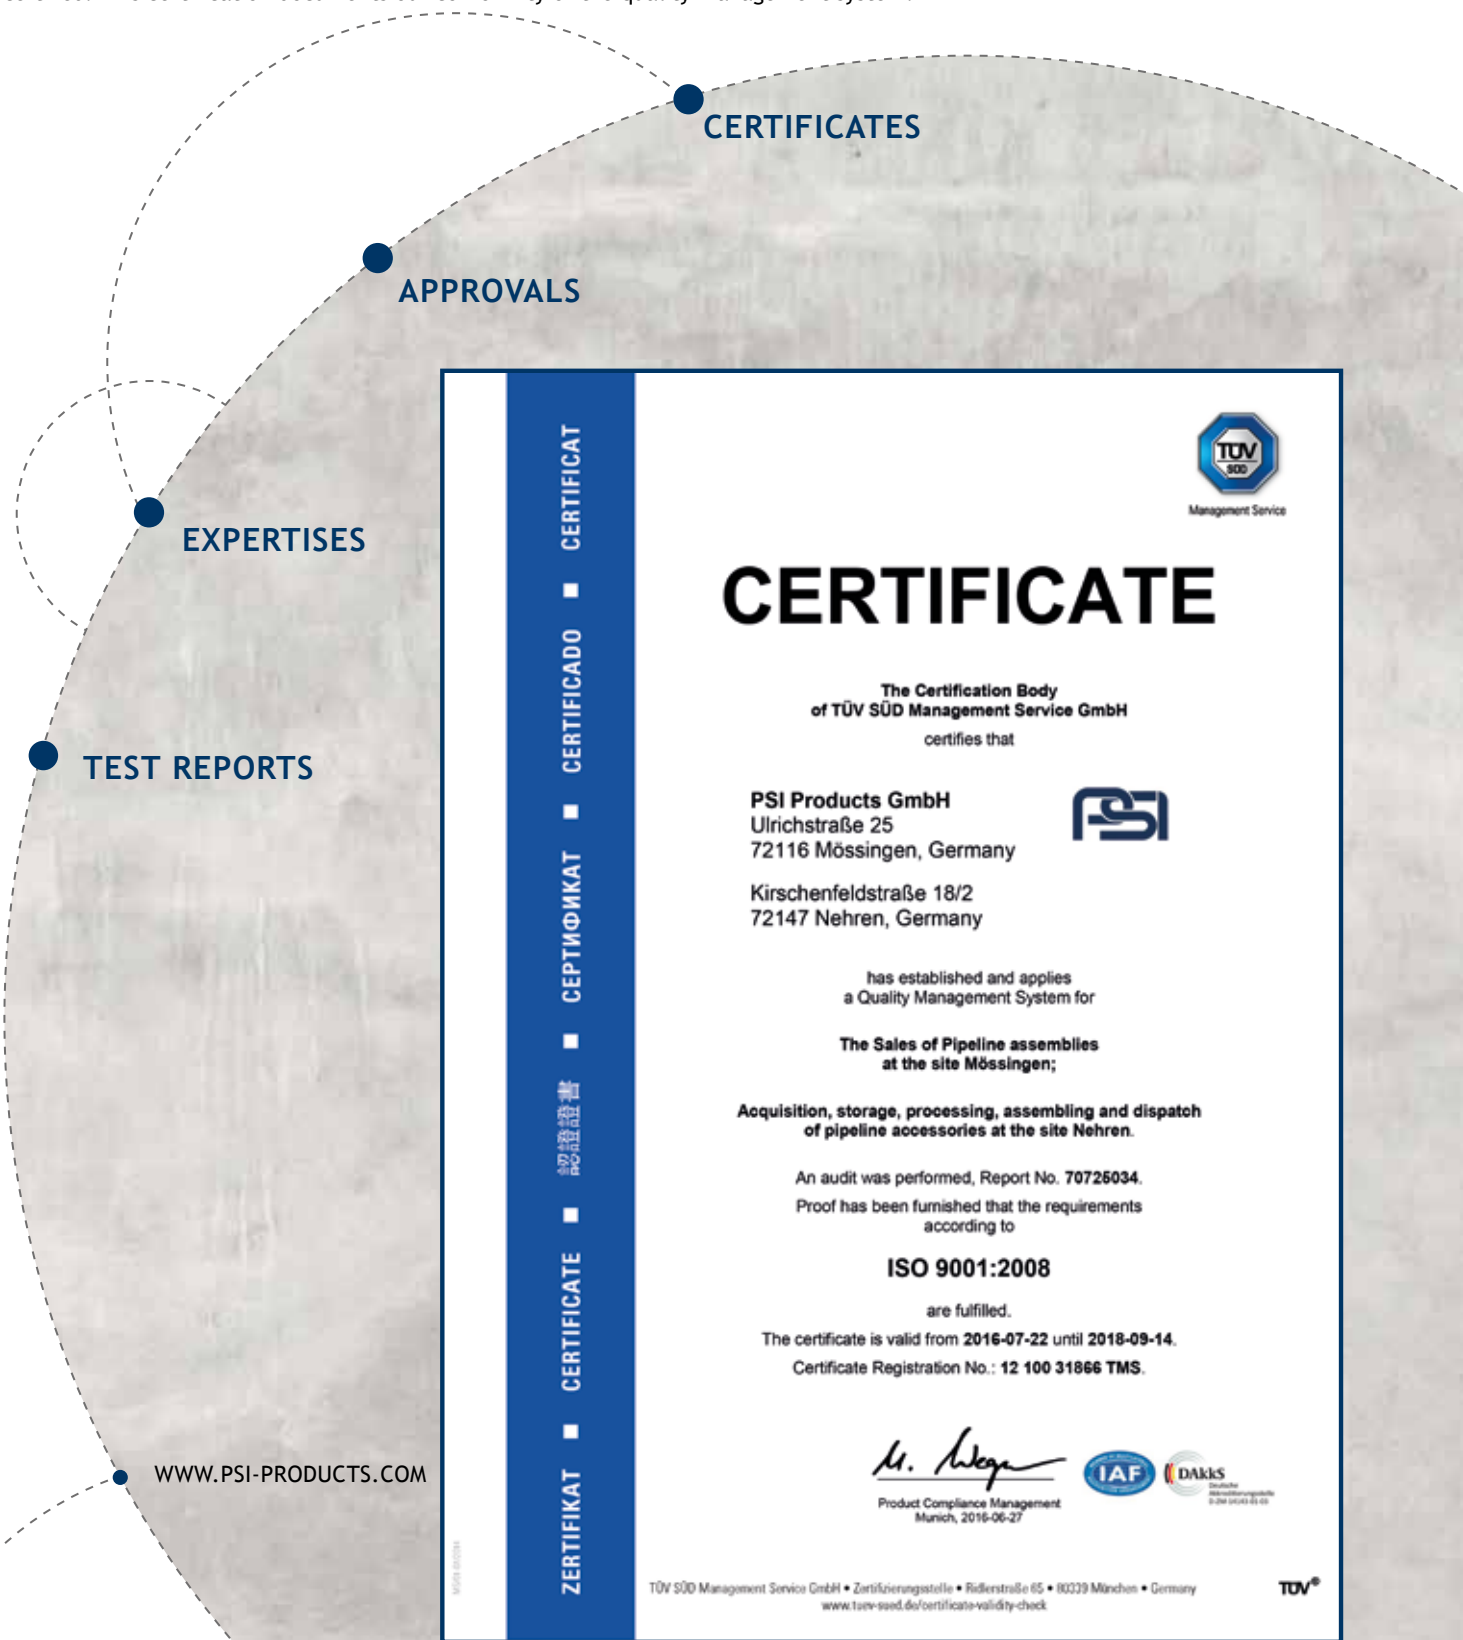 CERTIFICATES
APPROVALS
EXPERTISES
TEST REPORTS
WWW.PSI-PRODUCTS.COM
ZERTIFIKAT ■ CERTIFICATE ■ 認證證書 ■ СЕРТИФИКАТ ■ CERTIFICADO ■ CERTIFICAT
TÜV
SÜD
Management Service
CERTIFICATE
The Certification Body
of TÜV SÜD Management Service GmbH
certifies that
PSI Products GmbH
Ulrichstraße 25
72116 Mössingen, Germany
PSI
Kirschenfeldstraße 18/2
72147 Nehren, Germany
has established and applies
a Quality Management System for
The Sales of Pipeline assemblies
at the site Mössingen;
Acquisition, storage, processing, assembling and dispatch
of pipeline accessories at the site Nehren.
An audit was performed, Report No. 70725034.
Proof has been furnished that the requirements
according to
ISO 9001:2008
are fulfilled.
The certificate is valid from 2016-07-22 until 2018-09-14.
Certificate Registration No.: 12 100 31866 TMS.
IAF
DAkkS
Deutsche
Akkreditierungsstelle
Product Compliance Management
Munich, 2016-06-27
TÜV SÜD Management Service GmbH • Zertifizierungsstelle • Ridlerstraße 65 • 80339 München • Germany
www.tuev-sued.de/certificate-validity-check
TÜV®